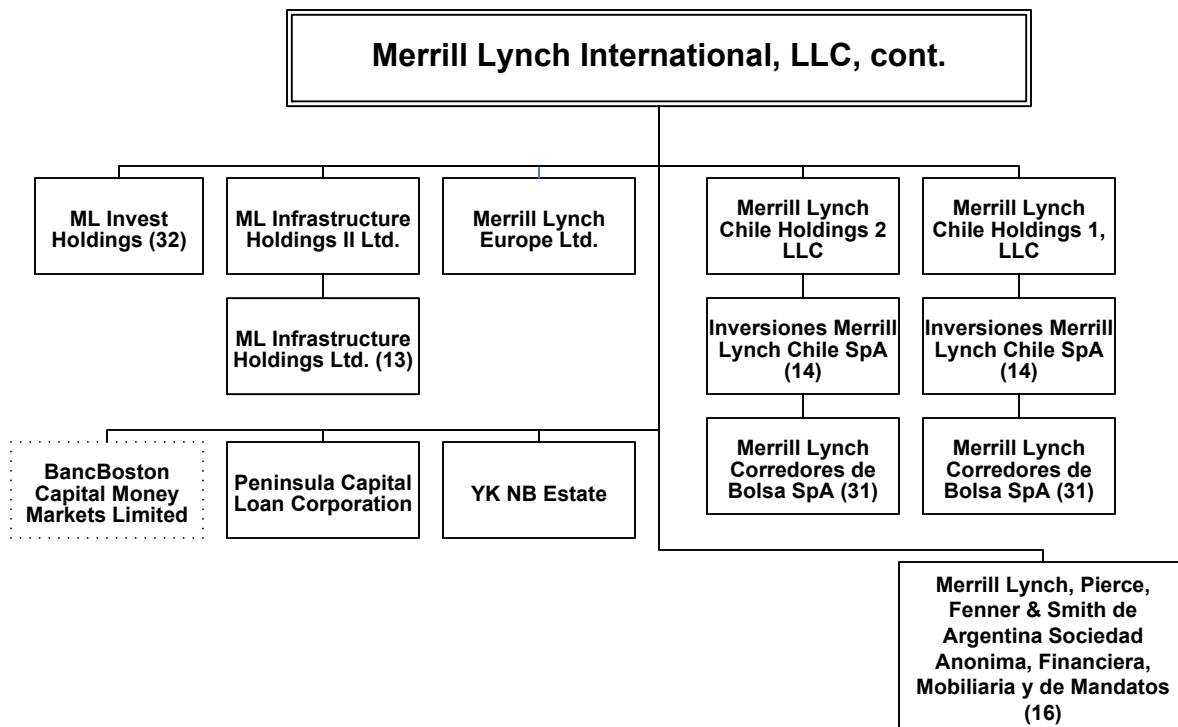 Merrill Lynch International, LLC, cont.
ML Invest
Holdings (32)
ML Infrastructure
Holdings II Ltd.
Merrill Lynch
Europe Ltd.
Merrill Lynch
Chile Holdings 2
LLC
Merrill Lynch
Chile Holdings 1,
LLC
ML Infrastructure
Holdings Ltd. (13)
Inversiones Merrill
Lynch Chile SpA
(14)
Inversiones Merrill
Lynch Chile SpA
(14)
BancBoston
Capital Money
Markets Limited
Peninsula Capital
Loan Corporation
YK NB Estate
Merrill Lynch
Corredores de
Bolsa SpA (31)
Merrill Lynch
Corredores de
Bolsa SpA (31)
Merrill Lynch, Pierce,
Fenner & Smith de
Argentina Sociedad
Anonima, Financiera,
Mobiliaria y de Mandatos
(16)